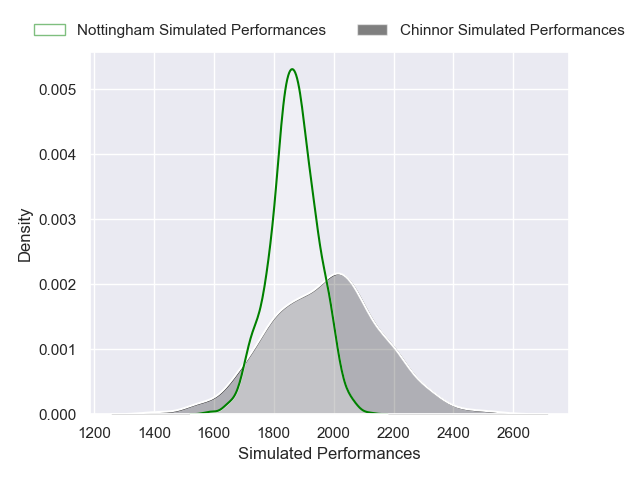 Nottingham Simulated Performances Chinnor Simulated Performances
0.005
0.004
0.003
0.002
0.001
0.000
Density
1200 1400 1600 1800 2000 2200 2400 2600
Simulated Performances